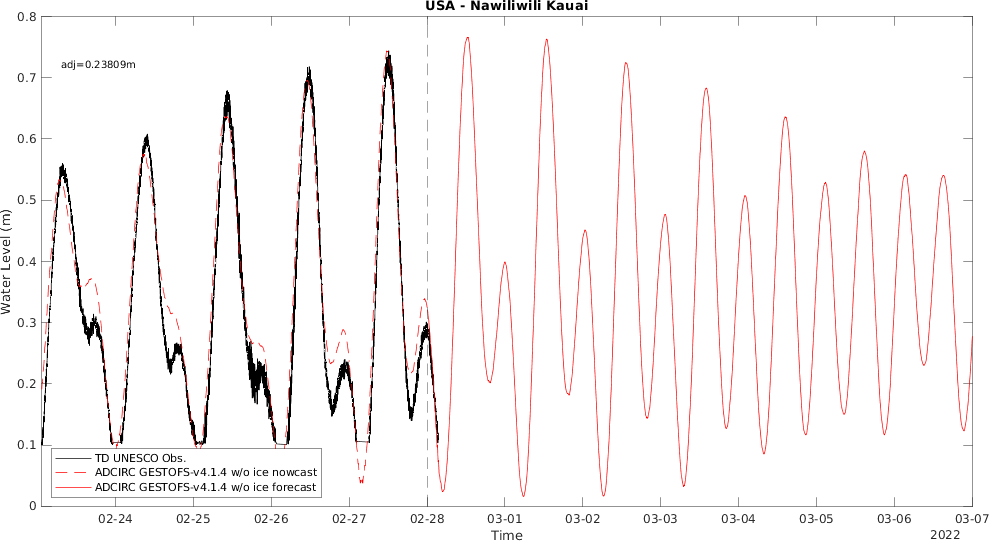 USA - Nawiliwili Kauai
0.8
0.7
0.6
0.5
0.4
0.3
0.2
0.1
0
Water Level (m)
adj=0.23809m
TD UNESCO Obs.
ADCIRC GESTOFS-v4.1.4 w/o ice nowcast
ADCIRC GESTOFS-v4.1.4 w/o ice forecast
02-24 02-25 02-26 02-27 02-28 03-01 03-02 03-03 03-04 03-05 03-06 03-07
Time
2022